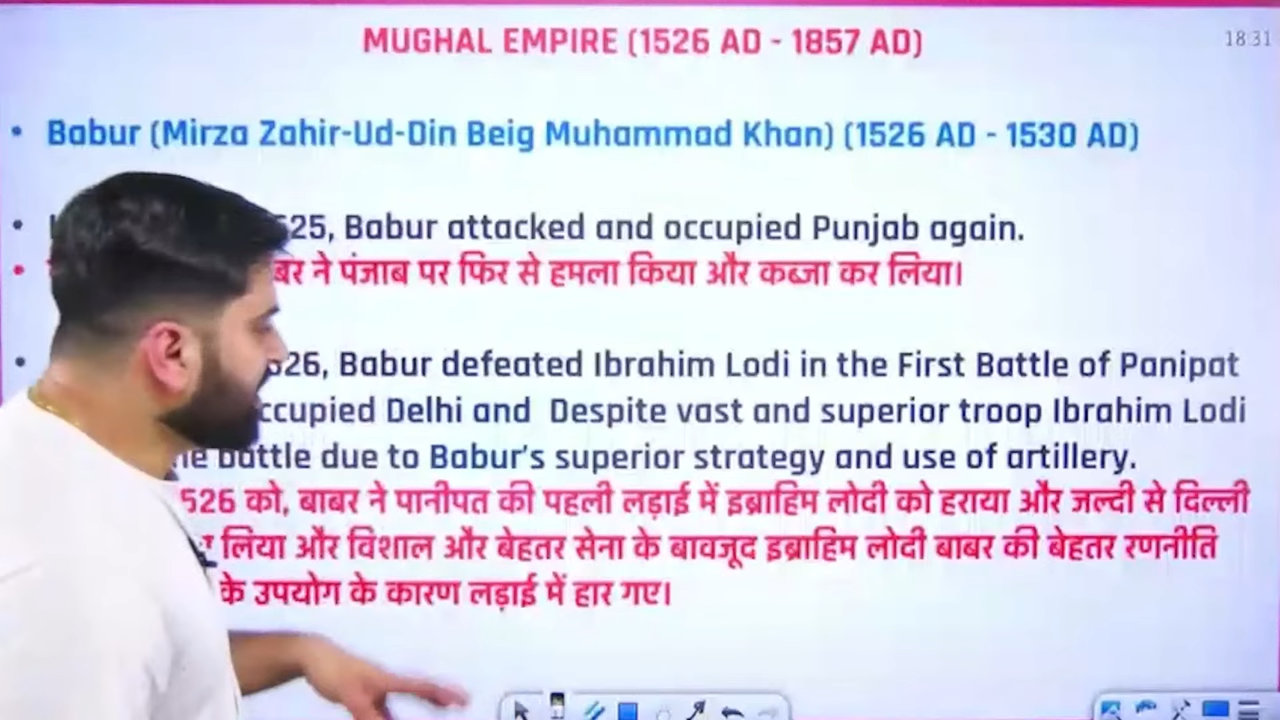 MUGHAL EMPIRE (1526 AD - 1857 AD)
18:31
• Babur (Mirza Zahir-Ud-Din Beig Muhammad Khan) (1526 AD - 1530 AD)
• 525, Babur attacked and occupied Punjab again.
• ने पंजाब पर फिर से हमला किया और कब्जा कर लिया।
• Babur defeated Ibrahim Lodi in the First Battle of Panipat
Delhi and Despite vast and superior troop Ibrahim Lodi
battle due to Babur's superior strategy and use of artillery.
526 को, बाबर ने पानीपत की पहली लड़ाई में इब्राहिम लोदी को हराया और जल्दी से दिल्ली
लिया और विशाल और बेहतर सेना के बावजूद इब्राहिम लोदी बाबर की बेहतर रणनीति
के उपयोग के कारण लड़ाई में हार गए।